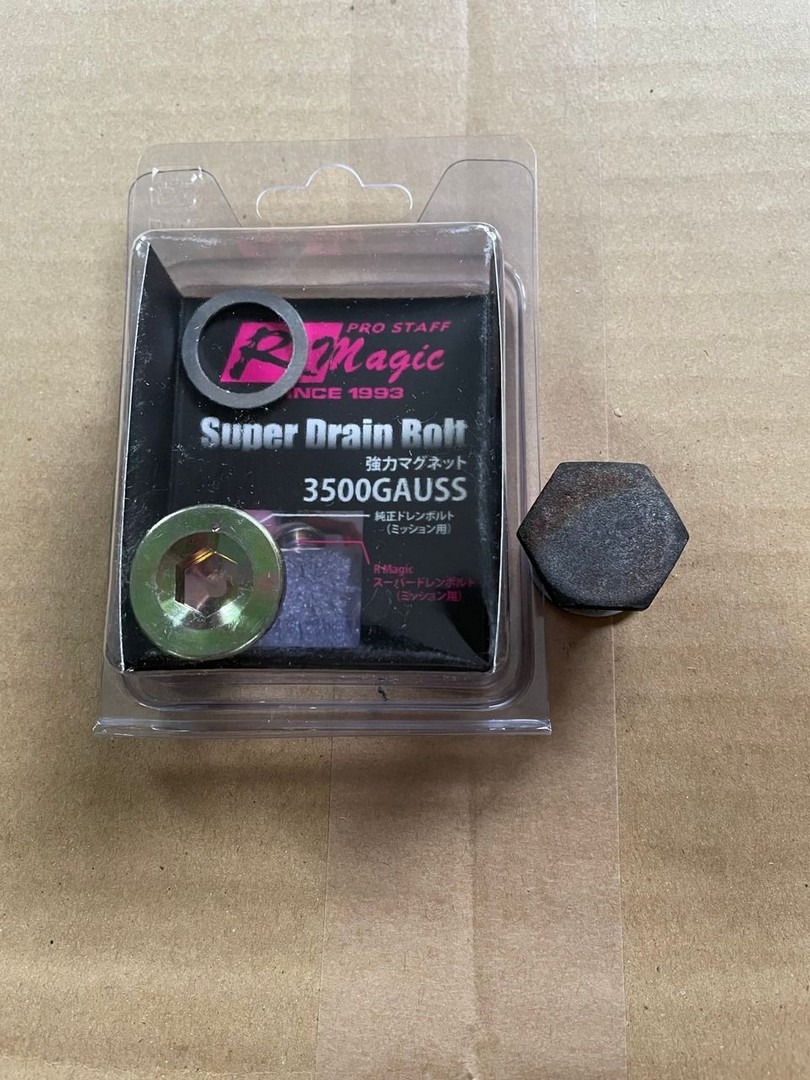 PRO STAFF
R Magic
SINCE 1993
Super Drain Bolt
強力マグネット
3500GAUSS
純正ドレンボルト
(ミッション用)
R Magic
スーパードレンボルト
(ミッション用)